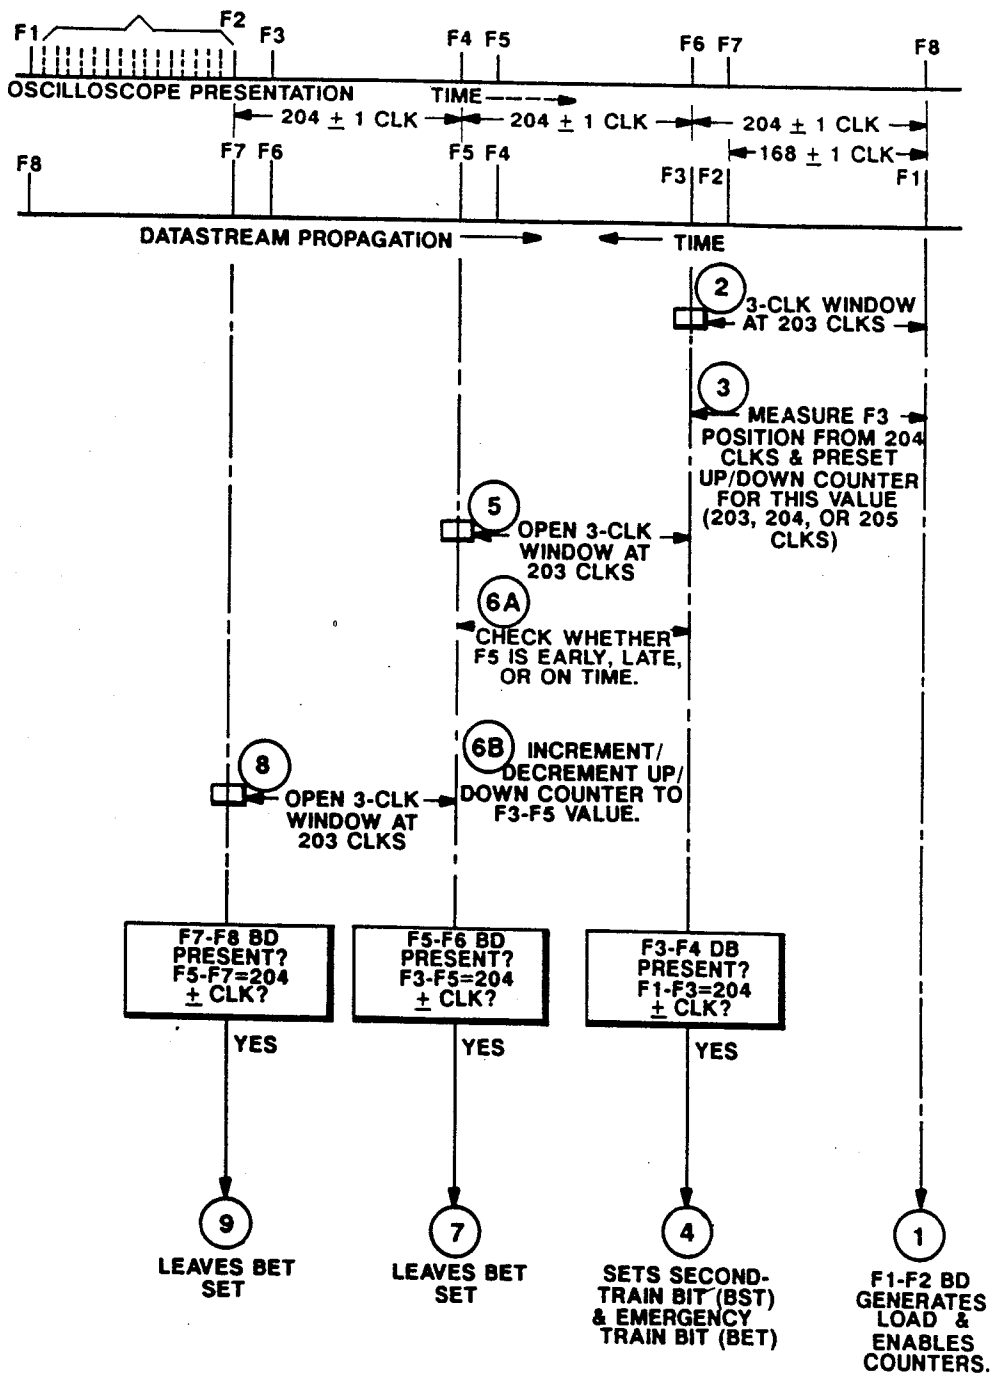 F1 F2 F3 F4 F5 F6 F7 F8
OSCILLOSCOPE PRESENTATION TIME
204 ± 1 CLK 204 ± 1 CLK 204 ± 1 CLK
168 ± 1 CLK
F8 F7 F6 F5 F4 F3 F2 F1
DATASTREAM PROPAGATION TIME
2
3-CLK WINDOW
AT 203 CLKS
3
MEASURE F3
POSITION FROM 204
CLKS & PRESET
UP/DOWN COUNTER
FOR THIS VALUE
(203, 204, OR 205
CLKS)
5
OPEN 3-CLK
WINDOW AT
203 CLKS
6A
CHECK WHETHER
F5 IS EARLY, LATE,
OR ON TIME.
6B
INCREMENT/
DECREMENT UP/
DOWN COUNTER TO
F3-F5 VALUE.
8
OPEN 3-CLK
WINDOW AT
203 CLKS
F7-F8 BD
PRESENT?
F5-F7=204
± CLK?
YES
9
LEAVES BET
SET
F5-F6 BD
PRESENT?
F3-F5=204
± CLK?
YES
7
LEAVES BET
SET
F3-F4 DB
PRESENT?
F1-F3=204
± CLK?
YES
4
SETS SECOND-
TRAIN BIT (BST)
& EMERGENCY
TRAIN BIT (BET)
1
F1-F2 BD
GENERATES
LOAD &
ENABLES
COUNTERS.